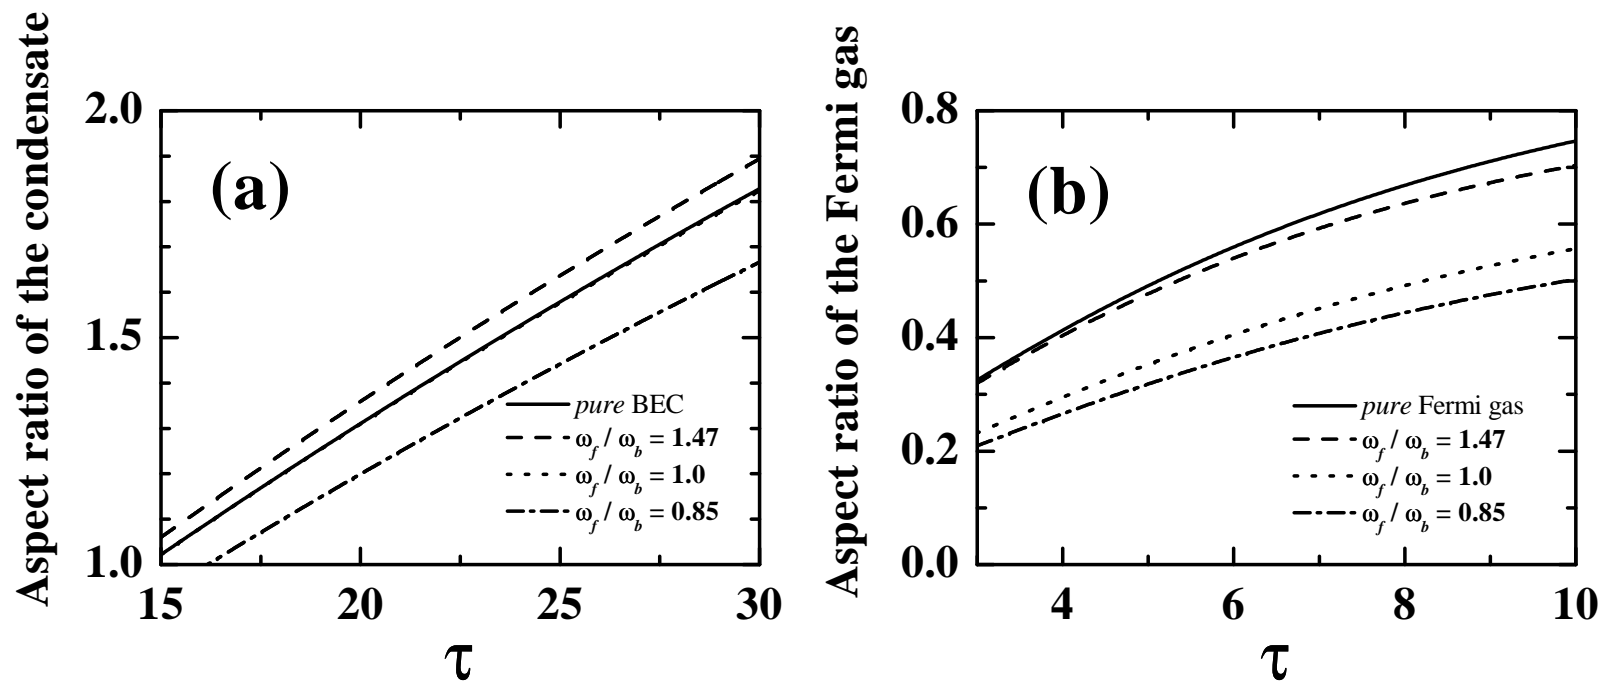 Aspect ratio of the condensate
2.0
1.5
1.0
(a)
pure BEC
ω_f / ω_b = 1.47
ω_f / ω_b = 1.0
ω_f / ω_b = 0.85
15 20 25 30
τ
Aspect ratio of the Fermi gas
0.8
0.6
0.4
0.2
0.0
(b)
pure Fermi gas
ω_f / ω_b = 1.47
ω_f / ω_b = 1.0
ω_f / ω_b = 0.85
4 6 8 10
τ